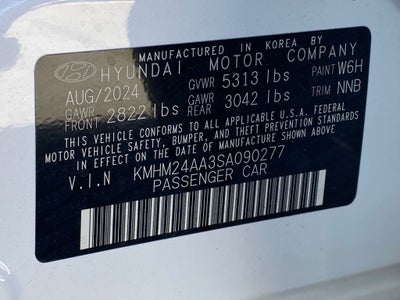 MANUFACTURED IN KOREA BY
HYUNDAI MOTOR COMPANY
AUG/2024 GVWR 5313 lbs PAINT W6H
GAWR FRONT 2822 lbs GAWR REAR 3042 lbs TRIM NNB
THIS VEHICLE CONFORMS TO ALL APPLICABLE U.S.A. FEDERAL
MOTOR VEHICLE SAFETY, BUMPER, AND THEFT PREVENTION STANDARDS
IN EFFECT ON THE DATE OF MANUFACTURE SHOWN ABOVE.
V.I.N KMHM24AA3SA090277
PASSENGER CAR